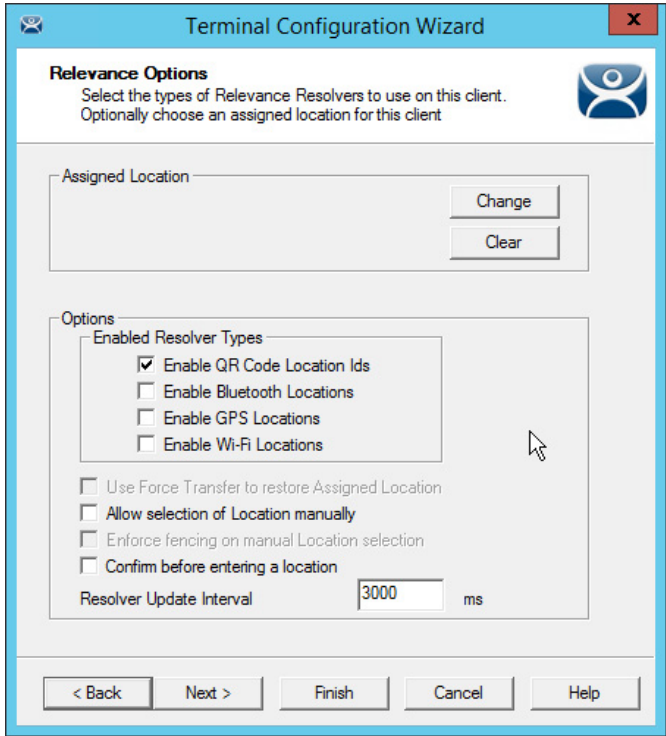 Terminal Configuration Wizard
x
Relevance Options
Select the types of Relevance Resolvers to use on this client.
Optionally choose an assigned location for this client
Assigned Location
Change
Clear
Options
Enabled Resolver Types
Enable QR Code Location Ids
Enable Bluetooth Locations
Enable GPS Locations
Enable Wi-Fi Locations
Use Force Transfer to restore Assigned Location
Allow selection of Location manually
Enforce fencing on manual Location selection
Confirm before entering a location
Resolver Update Interval 3000 ms
< Back Next > Finish Cancel Help